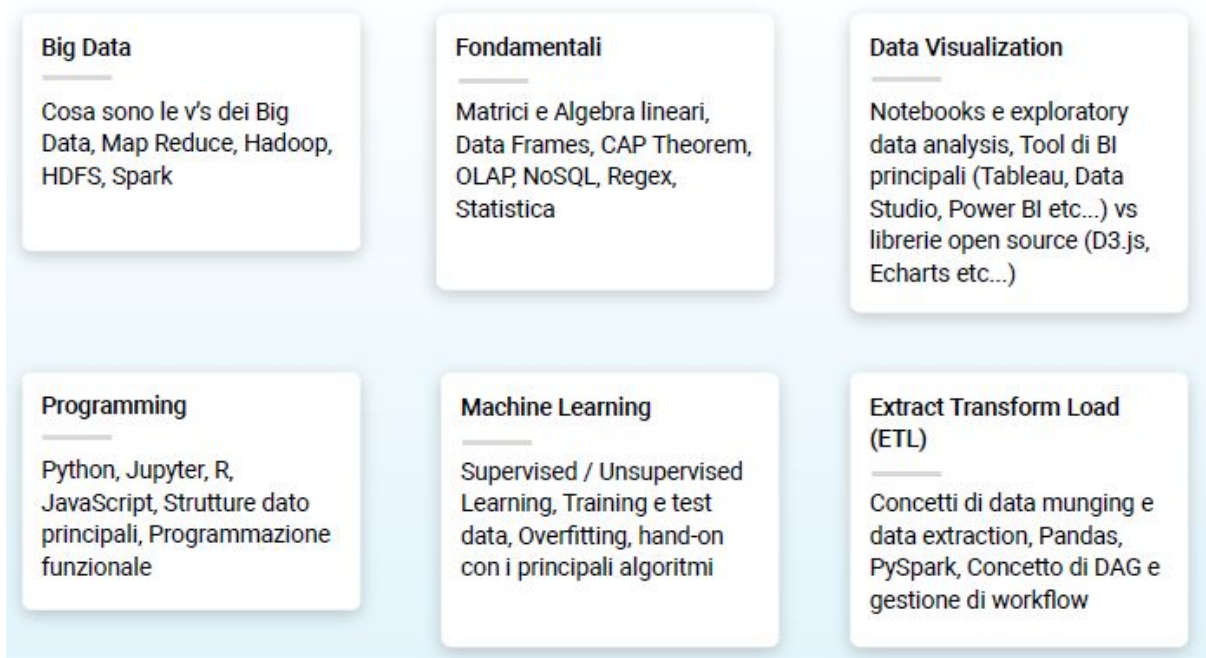 Big Data
Cosa sono le v's dei Big
Data, Map Reduce, Hadoop,
HDFS, Spark
Fondamentali
Matrici e Algebra lineari,
Data Frames, CAP Theorem,
OLAP, NoSQL, Regex,
Statistica
Data Visualization
Notebooks e exploratory
data analysis, Tool di BI
principali (Tableau, Data
Studio, Power BI etc...) vs
librerie open source (D3.js,
Echarts etc...)
Programming
Python, Jupyter, R,
JavaScript, Strutture dato
principali, Programmazione
funzionale
Machine Learning
Supervised / Unsupervised
Learning, Training e test
data, Overfitting, hand-on
con i principali algoritmi
Extract Transform Load
(ETL)
Concetti di data munging e
data extraction, Pandas,
PySpark, Concetto di DAG e
gestione di workflow